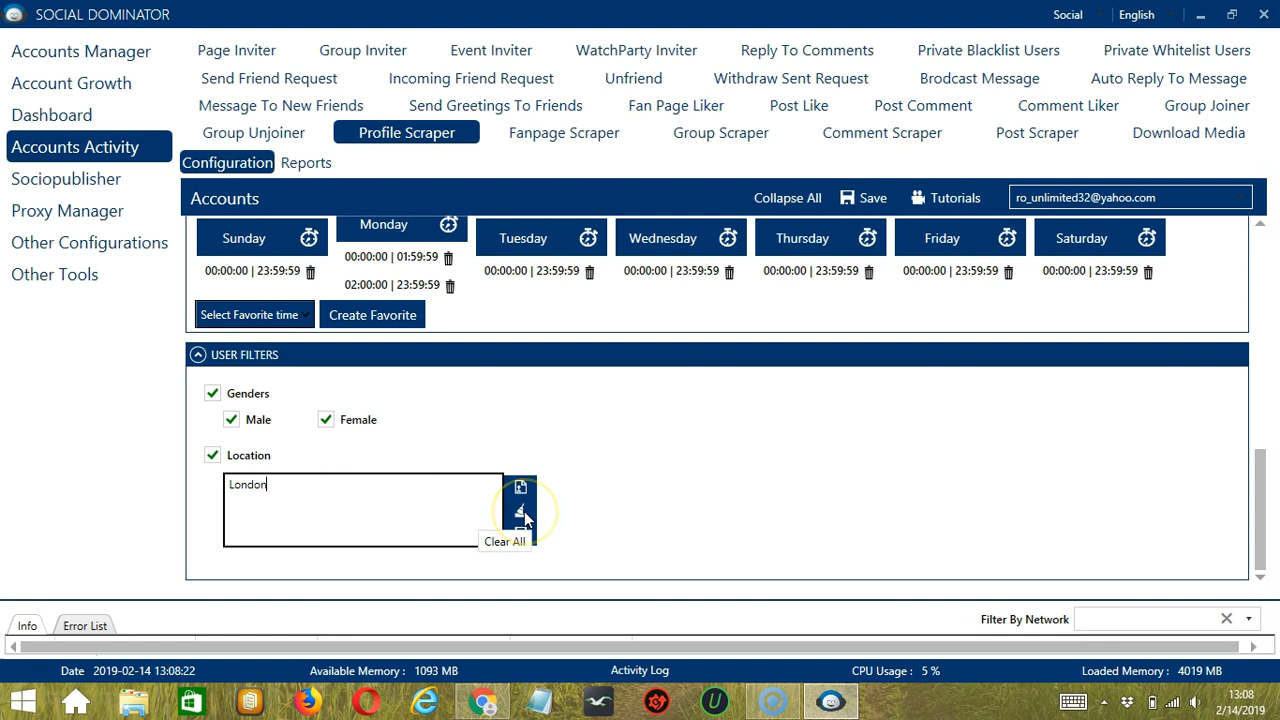 SOCIAL DOMINATOR
Social
English
Accounts Manager
Account Growth
Dashboard
Accounts Activity
Sociopublisher
Proxy Manager
Other Configurations
Other Tools
Page Inviter Group Inviter Event Inviter WatchParty Inviter Reply To Comments Private Blacklist Users Private Whitelist Users
Send Friend Request Incoming Friend Request Unfriend Withdraw Sent Request Brodcast Message Auto Reply To Message
Message To New Friends Send Greetings To Friends Fan Page Liker Post Like Post Comment Comment Liker Group Joiner
Group Unjoiner Profile Scraper Fanpage Scraper Group Scraper Comment Scraper Post Scraper Download Media
Configuration Reports
Accounts Collapse All Save Tutorials ro_unlimited32@yahoo.com
Sunday Monday Tuesday Wednesday Thursday Friday Saturday
00:00:00 | 23:59:59 00:00:00 | 01:59:59 00:00:00 | 23:59:59 00:00:00 | 23:59:59 00:00:00 | 23:59:59 00:00:00 | 23:59:59 00:00:00 | 23:59:59
02:00:00 | 23:59:59
Select Favorite time Create Favorite
USER FILTERS
Genders
Male Female
Location
London
Clear All
Info Error List Filter By Network
Date 2019-02-14 13:08:22 Available Memory : 1093 MB Activity Log CPU Usage : 5 % Loaded Memory : 4019 MB
13:08
2/14/2019